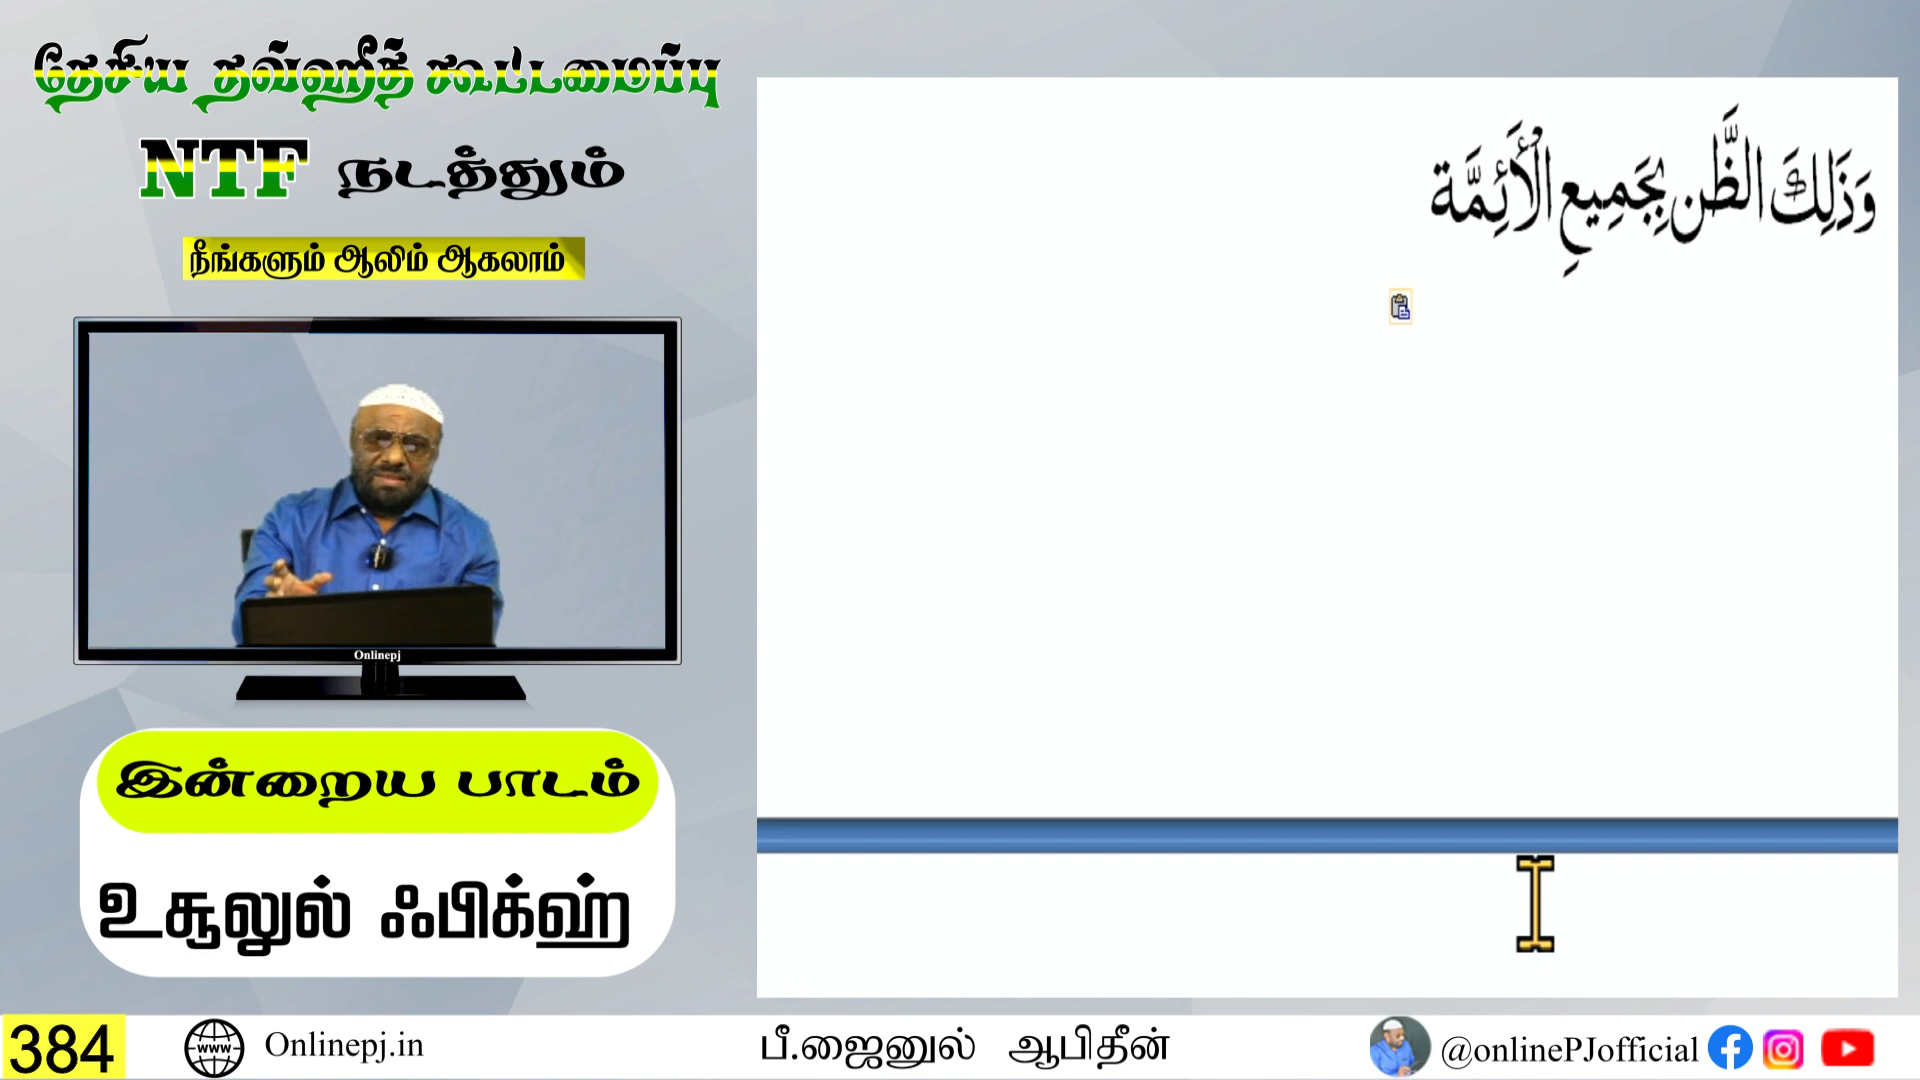 தேசிய தவ்ஹீத் கூட்டமைப்பு
NTF நடத்தும்
நீங்களும் ஆலிம் ஆகலாம்
Onlinepj
இன்றைய பாடம்
உசூலுல் ஃபிக்ஹ்
وَذَلِكَ الظَّن بِجَمِيعِ الْأَئِمَّة
384
www
Onlinepj.in
பீ.ஜைனுல் ஆபிதீன்
@onlinePJofficial